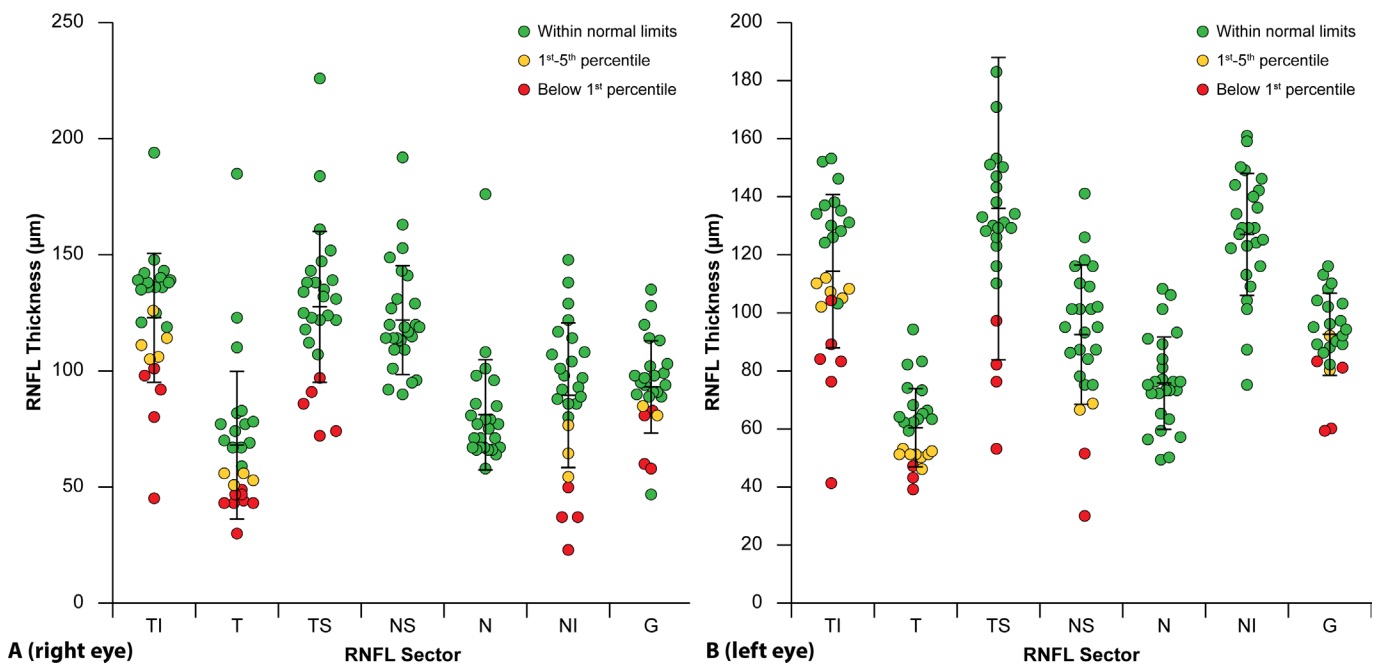 250
200
150
100
50
0
RNFL Thickness (µm)
Within normal limits
1st-5th percentile
Below 1st percentile
TI T TS NS N NI G
A (right eye)
RNFL Sector
200
180
160
140
120
100
80
60
40
20
0
RNFL Thickness (µm)
Within normal limits
1st-5th percentile
Below 1st percentile
TI T TS NS N NI G
B (left eye)
RNFL Sector